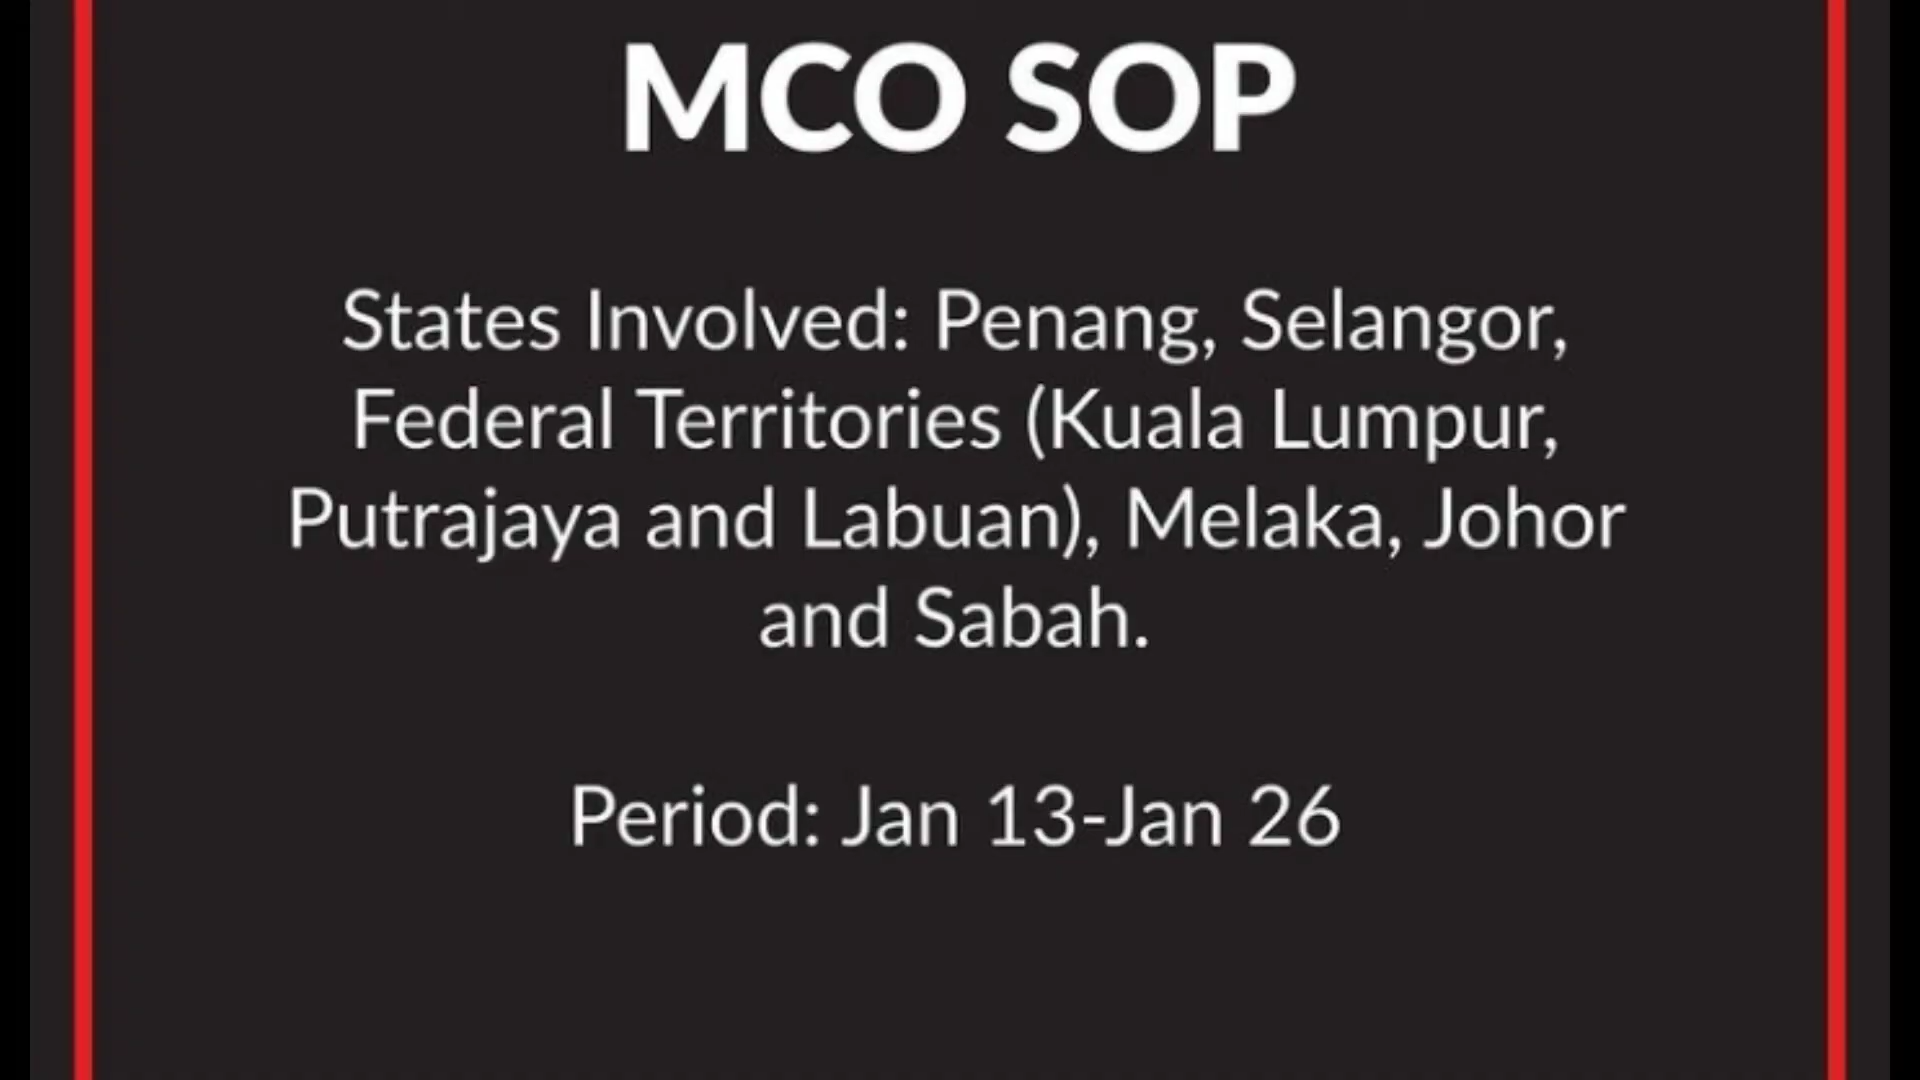 MCO SOP
States Involved: Penang, Selangor,
Federal Territories (Kuala Lumpur,
Putrajaya and Labuan), Melaka, Johor
and Sabah.
Period: Jan 13-Jan 26